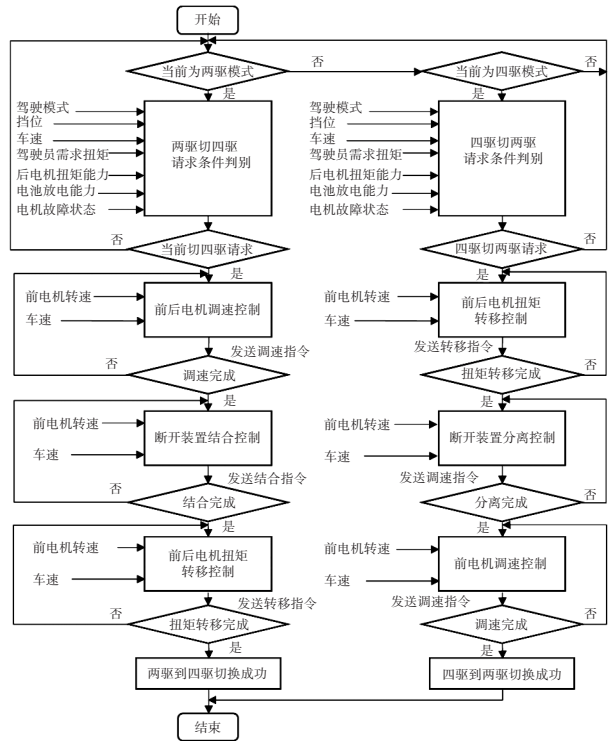 开始
当前为两驱模式
否
当前为四驱模式
否
是
是
驾驶模式
挡位
车速
驾驶员需求扭矩
后电机扭矩能力
电池放电能力
电机故障状态
两驱切四驱
请求条件判别
驾驶模式
挡位
车速
驾驶员需求扭矩
后电机扭矩能力
电池放电能力
电机故障状态
四驱切两驱
请求条件判别
否
当前切四驱请求
四驱切两驱请求
否
是
是
前电机转速
车速
前后电机调速控制
前电机转速
车速
前后电机扭矩
转移控制
发送调速指令
发送转移指令
否
调速完成
扭矩转移完成
否
是
是
前电机转速
车速
断开装置结合控制
前电机转速
车速
断开装置分离控制
发送结合指令
发送调速指令
否
结合完成
分离完成
否
是
是
前电机转速
车速
前后电机扭矩
转移控制
前电机转速
车速
前电机调速控制
发送转移指令
发送调速指令
否
扭矩转移完成
调速完成
否
是
是
两驱到四驱切换成功
四驱到两驱切换成功
结束